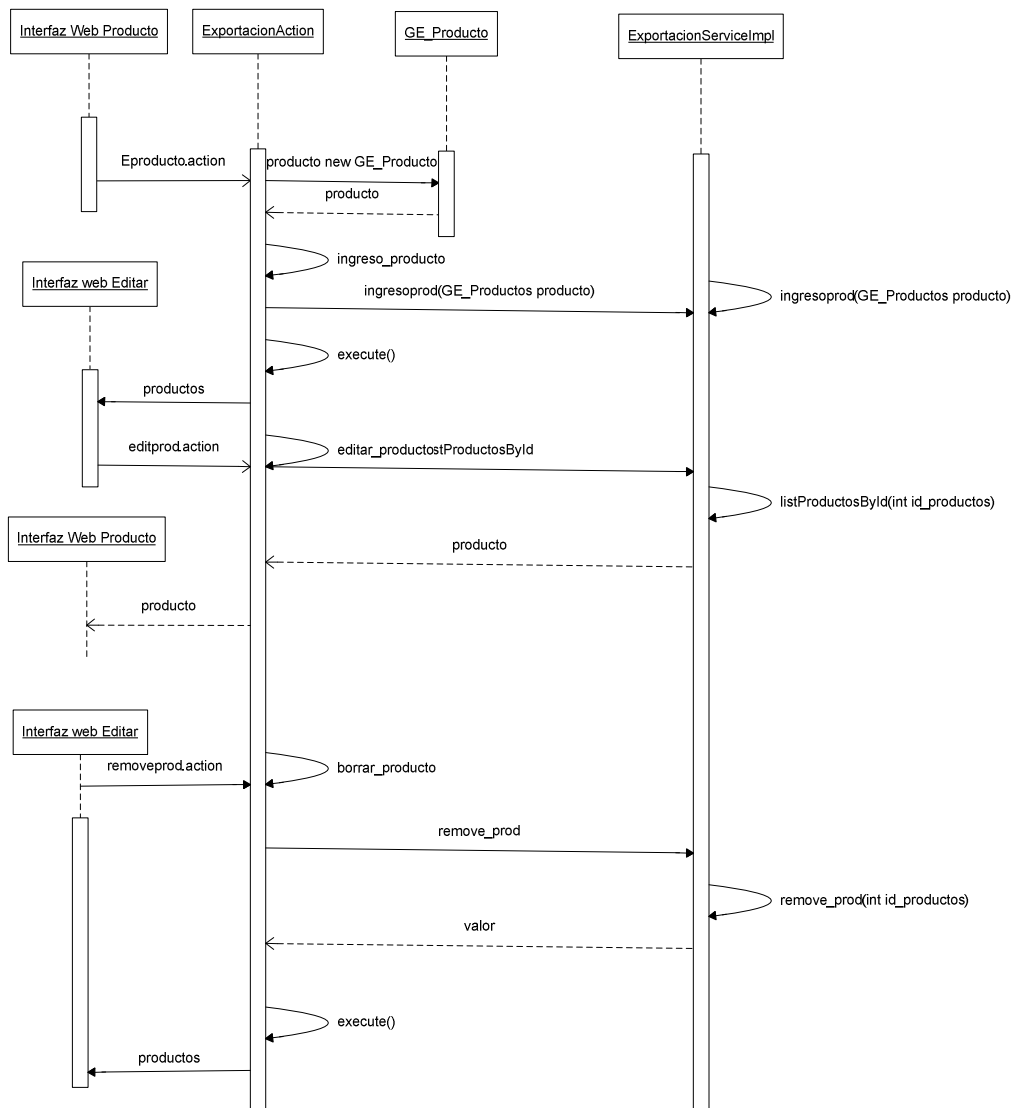 Interfaz Web Producto
ExportacionAction
GE_Producto
ExportacionServiceImpl
Eproducto.action
producto new GE_Producto
producto
ingreso_producto
Interfaz web Editar
ingresoprod(GE_Productos producto)
ingresoprod(GE_Productos producto)
execute()
productos
editprod.action
editar_productostProductosById
listProductosById(int id_productos)
Interfaz Web Producto
producto
producto
Interfaz web Editar
removeprod.action
borrar_producto
remove_prod
remove_prod(int id_productos)
valor
execute()
productos